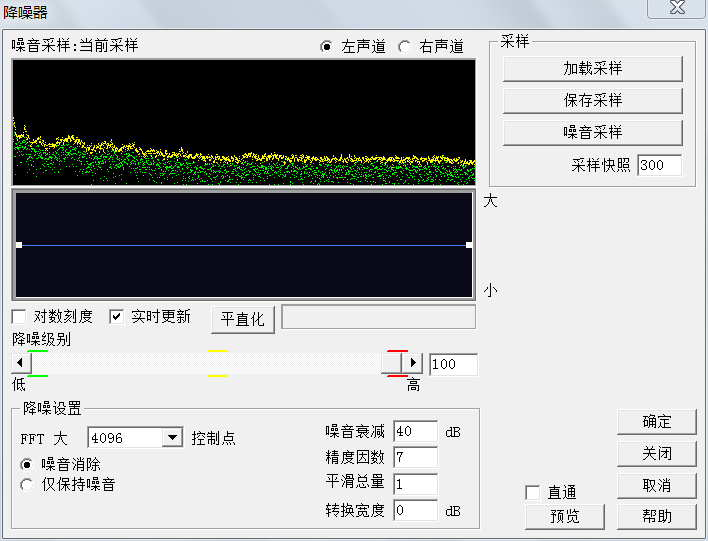 降噪器
噪音采样:当前采样
左声道
右声道
采样
加载采样
保存采样
噪音采样
采样快照 300
大
小
对数刻度
实时更新
平直化
降噪级别
100
低
高
降噪设置
FFT 大 4096 控制点
噪音消除
仅保持噪音
噪音衰减 40 dB
精度因数 7
平滑总量 1
转换宽度 0 dB
直通
预览
确定
关闭
取消
帮助